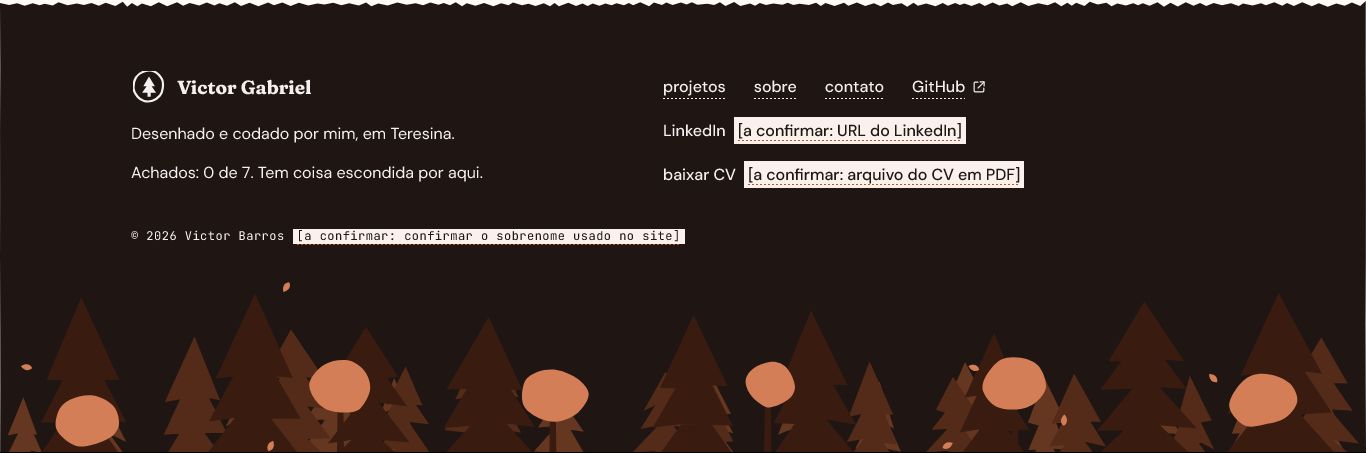 Victor Gabriel
Desenhado e codado por mim, em Teresina.
Achados: 0 de 7. Tem coisa escondida por aqui.
projetos sobre contato GitHub
LinkedIn [a confirmar: URL do LinkedIn]
baixar CV [a confirmar: arquivo do CV em PDF]
© 2026 Victor Barros [a confirmar: confirmar o sobrenome usado no site]